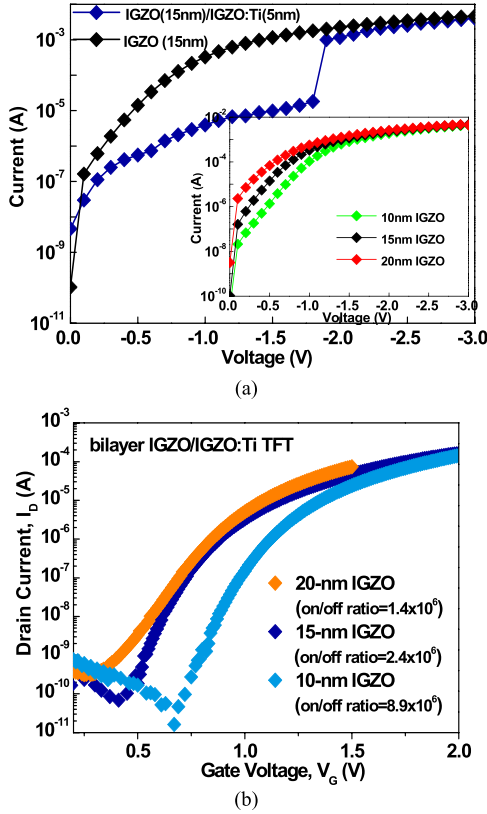 IGZO(15nm)/IGZO:Ti(5nm)
IGZO (15nm)
Current (A)
10⁻³
10⁻⁵
10⁻⁷
10⁻⁹
10⁻¹¹
0.0 -0.5 -1.0 -1.5 -2.0 -2.5 -3.0
Voltage (V)
Current (A)
10⁻²
10⁻⁴
10⁻⁶
10⁻⁸
10⁻¹⁰
10nm IGZO
15nm IGZO
20nm IGZO
0.0 -0.5 -1.0 -1.5 -2.0 -2.5 -3.0
Voltage (V)
(a)
bilayer IGZO/IGZO:Ti TFT
Drain Current, I_D (A)
10⁻³
10⁻⁴
10⁻⁵
10⁻⁶
10⁻⁷
10⁻⁸
10⁻⁹
10⁻¹⁰
10⁻¹¹
20-nm IGZO
(on/off ratio=1.4x10⁶)
15-nm IGZO
(on/off ratio=2.4x10⁶)
10-nm IGZO
(on/off ratio=8.9x10⁶)
0.5 1.0 1.5 2.0
Gate Voltage, V_G (V)
(b)